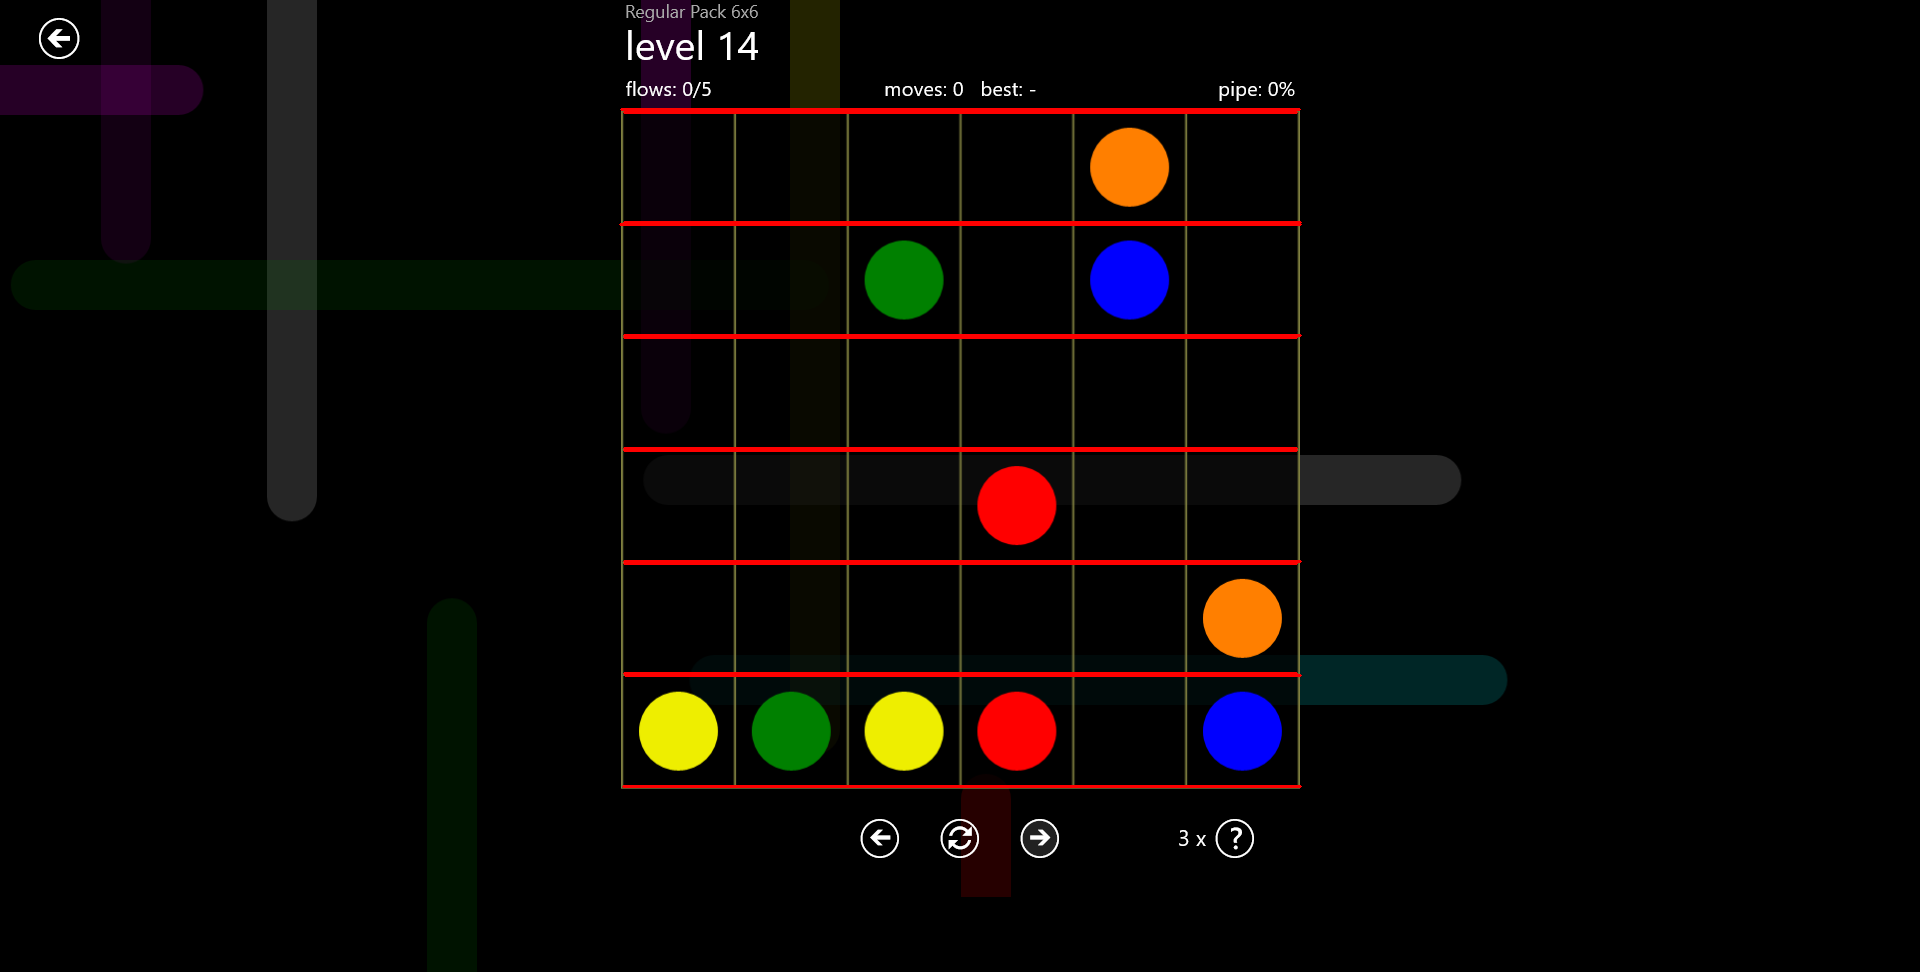 Regular Pack 6x6
level 14
flows: 0/5 moves: 0 best: - pipe: 0%
3 x ?